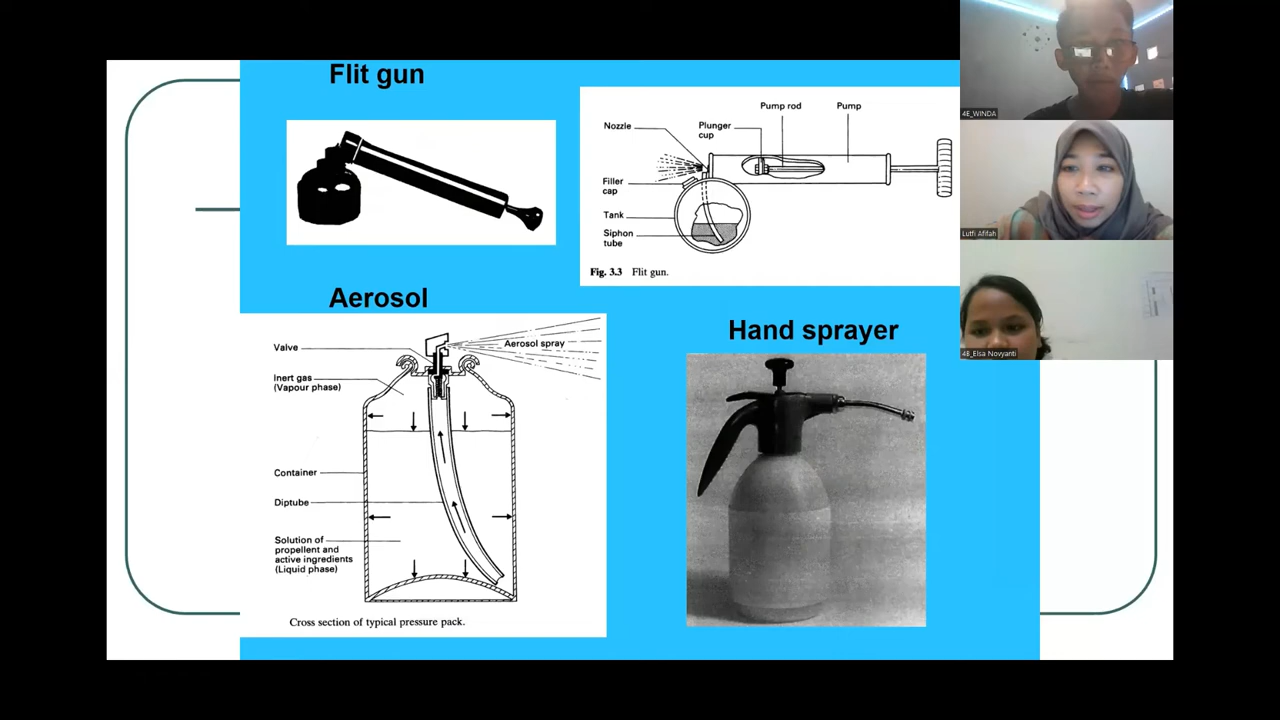 Flit gun
Pump rod
Pump
Nozzle
Plunger
cup
Filler
cap
Tank
Siphon
tube
Fig. 3.3 Flit gun.
4E_WINDA
Lutfi Afifah
4B_Elsa Novyanti
Aerosol
Valve
Aerosol spray
Inert gas
(Vapour phase)
Container
Diptube
Solution of
propellent and
active ingredients
(Liquid phase)
Cross section of typical pressure pack.
Hand sprayer